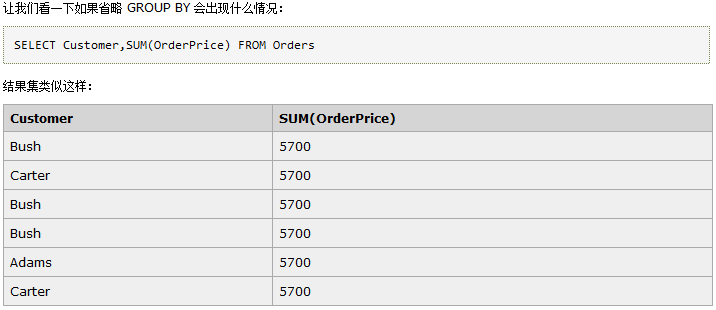 让我们看一下如果省略 GROUP BY 会出现什么情况：
SELECT Customer,SUM(OrderPrice) FROM Orders
结果集类似这样：
Customer SUM(OrderPrice)
Bush 5700
Carter 5700
Bush 5700
Bush 5700
Adams 5700
Carter 5700